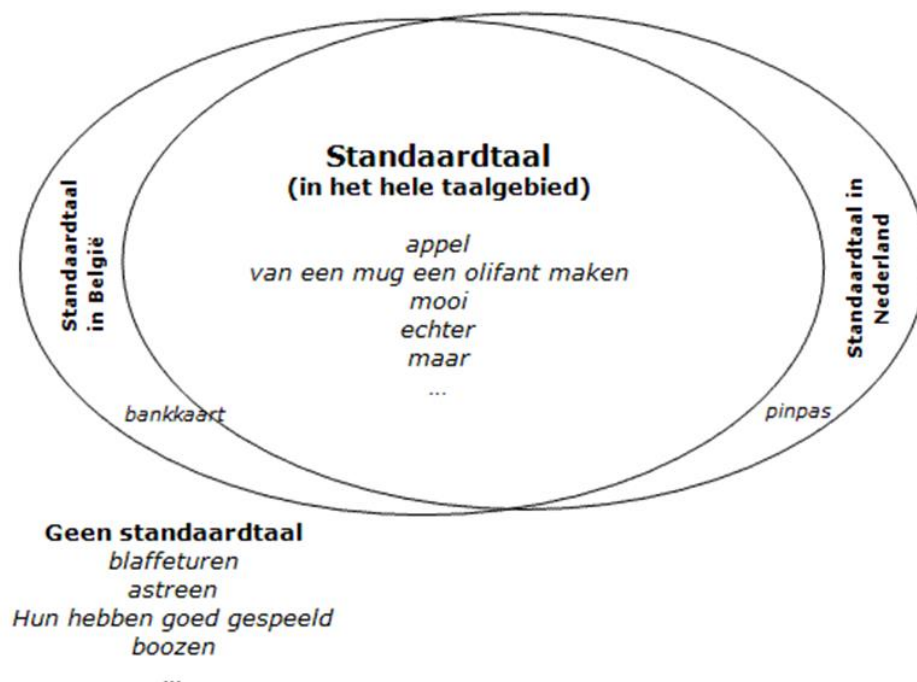 Standaardtaal
(in het hele taalgebied)
appel
van een mug een olifant maken
mooi
echter
maar
...
Standaardtaal
in België
bankkaart
Standaardtaal in
Nederland
pinpas
Geen standaardtaal
blaffeturen
astreen
Hun hebben goed gespeeld
boozen
...